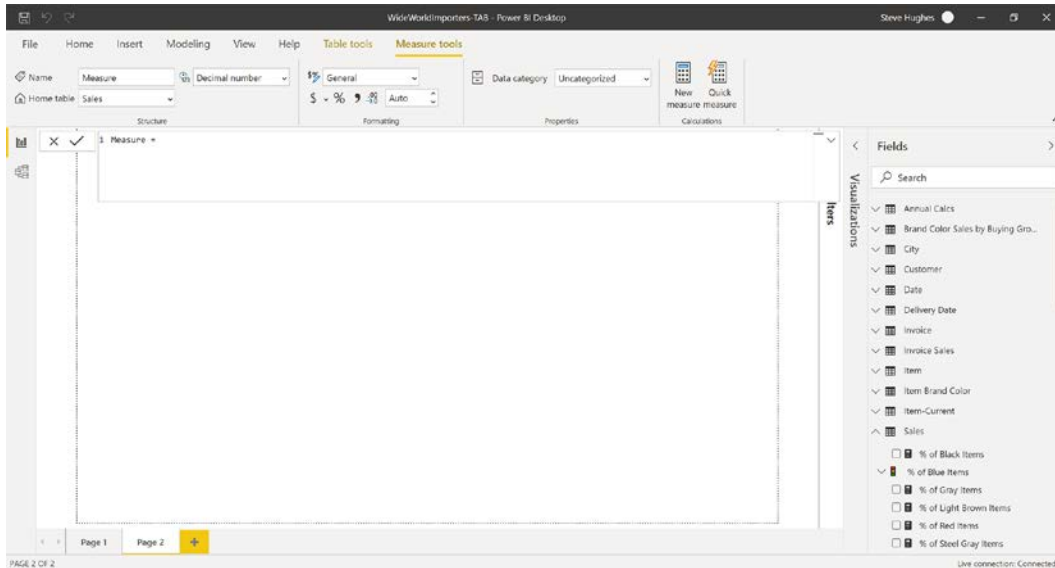 WideWorldImporters-TAB - Power BI Desktop
Steve Hughes
File Home Insert Modeling View Help Table tools Measure tools
Name Measure
Decimal number
General
Data category Uncategorized
Home table Sales
$ % Auto
New measure
Quick measure
Structure
Formatting
Properties
Calculations
1 Measure =
lters
Visualizations
Fields
Search
Annual Calcs
Brand Color Sales by Buying Gro...
City
Customer
Date
Delivery Date
Invoice
Invoice Sales
Item
Item Brand Color
Item-Current
Sales
% of Black Items
% of Blue Items
% of Gray Items
% of Light Brown Items
% of Red Items
% of Steel Gray Items
Page 1 Page 2
PAGE 2 OF 2
Live connection: Connected